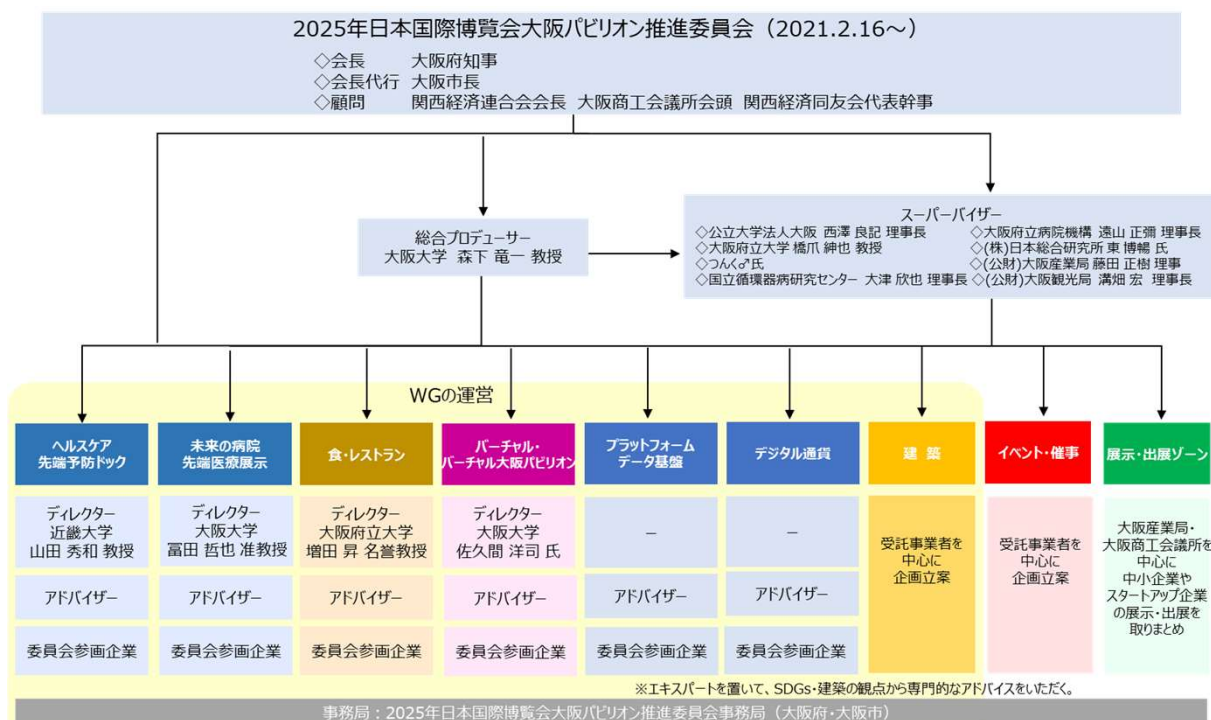 2025年日本国際博覧会大阪パビリオン推進委員会（2021.2.16～）
◇会長 大阪府知事
◇会長代行 大阪市長
◇顧問 関西経済連合会会長 大阪商工会議所会頭 関西経済同友会代表幹事
総合プロデューサー
大阪大学 森下 竜一 教授
スーパーバイザー
◇公立大学法人大阪 西澤 良記 理事長 ◇大阪府立病院機構 遠山 正彌 理事長
◇大阪府立大学 橋爪 紳也 教授 ◇(株)日本総合研究所 東 博暢 氏
◇つんく♂氏 ◇(公財)大阪産業局 藤田 正樹 理事
◇国立循環器病研究センター 大津 欣也 理事長 ◇(公財)大阪観光局 溝畑 宏 理事長
WGの運営
ヘルスケア
先端予防ドック
ディレクター
近畿大学
山田 秀和 教授
アドバイザー
委員会参画企業
未来の病院
先端医療展示
ディレクター
大阪大学
冨田 哲也 准教授
アドバイザー
委員会参画企業
食・レストラン
ディレクター
大阪府立大学
増田 昇 名誉教授
アドバイザー
委員会参画企業
バーチャル・
バーチャル大阪パビリオン
ディレクター
大阪大学
佐久間 洋司 氏
アドバイザー
委員会参画企業
プラットフォーム
データ基盤
－
アドバイザー
委員会参画企業
デジタル通貨
－
アドバイザー
委員会参画企業
建 築
受託事業者を
中心に
企画立案
イベント・催事
受託事業者を
中心に
企画立案
展示・出展ゾーン
大阪産業局・
大阪商工会議所を
中心に
中小企業や
スタートアップ企業
の展示・出展を
取りまとめ
※エキスパートを置いて、SDGs・建築の観点から専門的なアドバイスをいただく。
事務局：2025年日本国際博覧会大阪パビリオン推進委員会事務局（大阪府・大阪市）